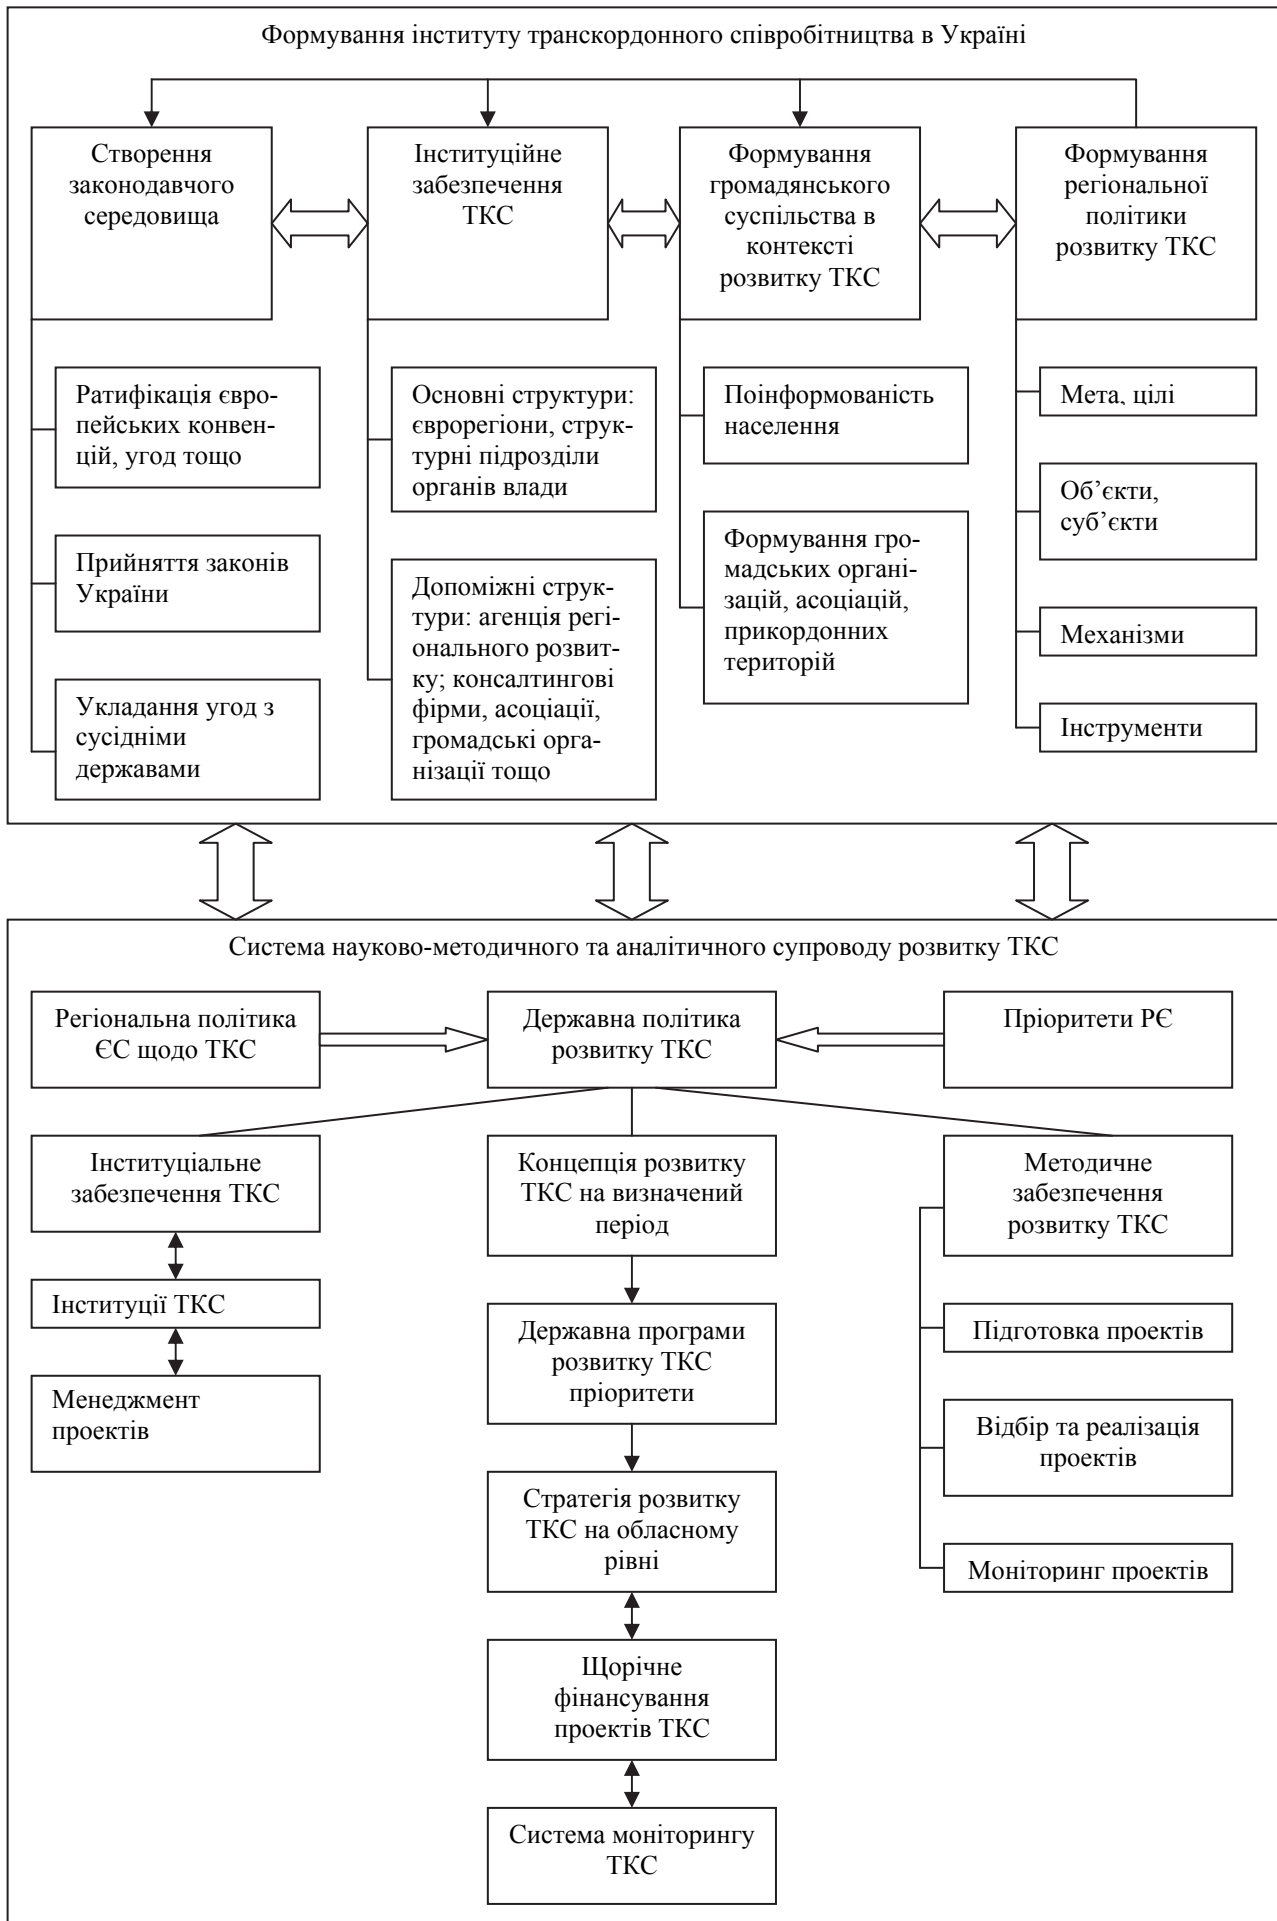 Формування інституту транскордонного співробітництва в Україні
Створення
законодавчого
середовища
Інституційне
забезпечення
ТКС
Формування
громадянського
суспільства в
контексті
розвитку ТКС
Формування
регіональної
політики
розвитку ТКС
Ратифікація євро-
пейських конвен-
цій, угод тощо
Прийняття законів
України
Укладання угод з
сусідніми
державами
Основні структури:
єврорегіони, струк-
турні підрозділи
органів влади
Допоміжні струк-
тури: агенція регі-
онального розвит-
ку; консалтингові
фірми, асоціації,
громадські орга-
нізації тощо
Поінформованість
населення
Формування гро-
мадських органі-
зацій, асоціацій,
прикордонних
територій
Мета, цілі
Об’єкти,
суб’єкти
Механізми
Інструменти
Система науково-методичного та аналітичного супроводу розвитку ТКС
Регіональна політика
ЄС щодо ТКС
Державна політика
розвитку ТКС
Пріоритети РЄ
Інституціальне
забезпечення ТКС
Інституції ТКС
Менеджмент
проектів
Концепція розвитку
ТКС на визначений
період
Державна програми
розвитку ТКС
пріоритети
Стратегія розвитку
ТКС на обласному
рівні
Щорічне
фінансування
проектів ТКС
Система моніторингу
ТКС
Методичне
забезпечення
розвитку ТКС
Підготовка проектів
Відбір та реалізація
проектів
Моніторинг проектів